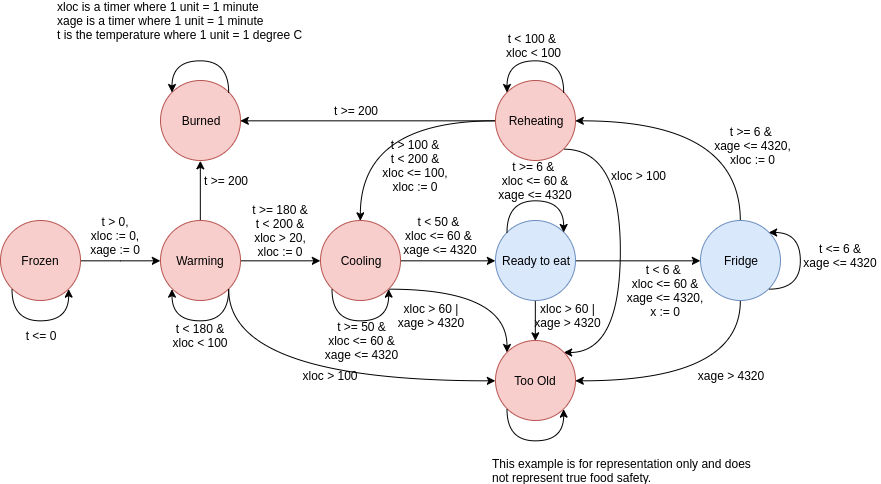 xloc is a timer where 1 unit = 1 minute
xage is a timer where 1 unit = 1 minute
t is the temperature where 1 unit = 1 degree C
t < 100 &
xloc < 100
Burned
t >= 200
Reheating
t >= 200
t > 100 &
t < 200 &
xloc <= 100,
xloc := 0
t >= 6 &
xloc <= 60 &
xage <= 4320
xloc > 100
t >= 6 &
xage <= 4320,
xloc := 0
Frozen
t > 0,
xloc := 0,
xage := 0
Warming
t >= 180 &
t < 200 &
xloc > 20,
xloc := 0
Cooling
t < 50 &
xloc <= 60 &
xage <= 4320
Ready to eat
t < 6 &
xloc <= 60 &
xage <= 4320,
x := 0
Fridge
t <= 6 &
xage <= 4320
t <= 0
t < 180 &
xloc < 100
t >= 50 &
xloc <= 60 &
xage <= 4320
xloc > 60 |
xage > 4320
xloc > 60 |
xage > 4320
xloc > 100
Too Old
xage > 4320
This example is for representation only and does
not represent true food safety.